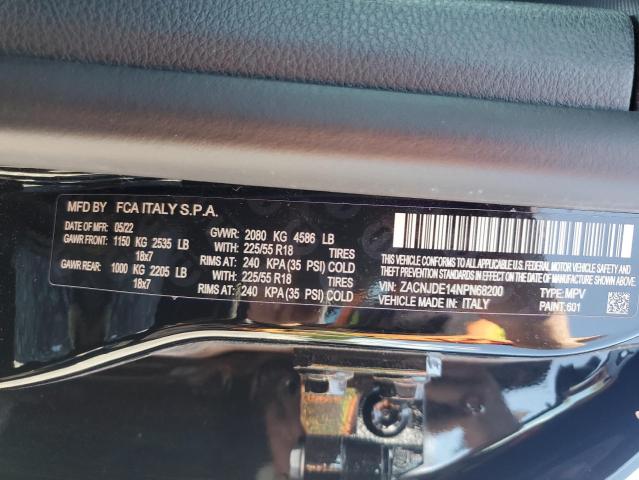 MFD BY FCA ITALY S.P.A.
DATE OF MFR: 05/22 GVWR: 2080 KG 4586 LB
GAWR FRONT: 1150 KG 2535 LB WITH: 225/55 R18 TIRES
18x7 RIMS AT: 240 KPA (35 PSI) COLD
GAWR REAR: 1000 KG 2205 LB WITH: 225/55 R18 TIRES
18x7 RIMS AT: 240 KPA (35 PSI) COLD
THIS VEHICLE CONFORMS TO ALL APPLICABLE U.S. FEDERAL MOTOR VEHICLE SAFETY AND
THEFT PREVENTION STANDARDS IN EFFECT ON THE DATE OF MANUFACTURE SHOWN ABOVE.
VIN: ZACNJDE14NPN68200 TYPE: MPV
VEHICLE MADE IN: ITALY PAINT: 601